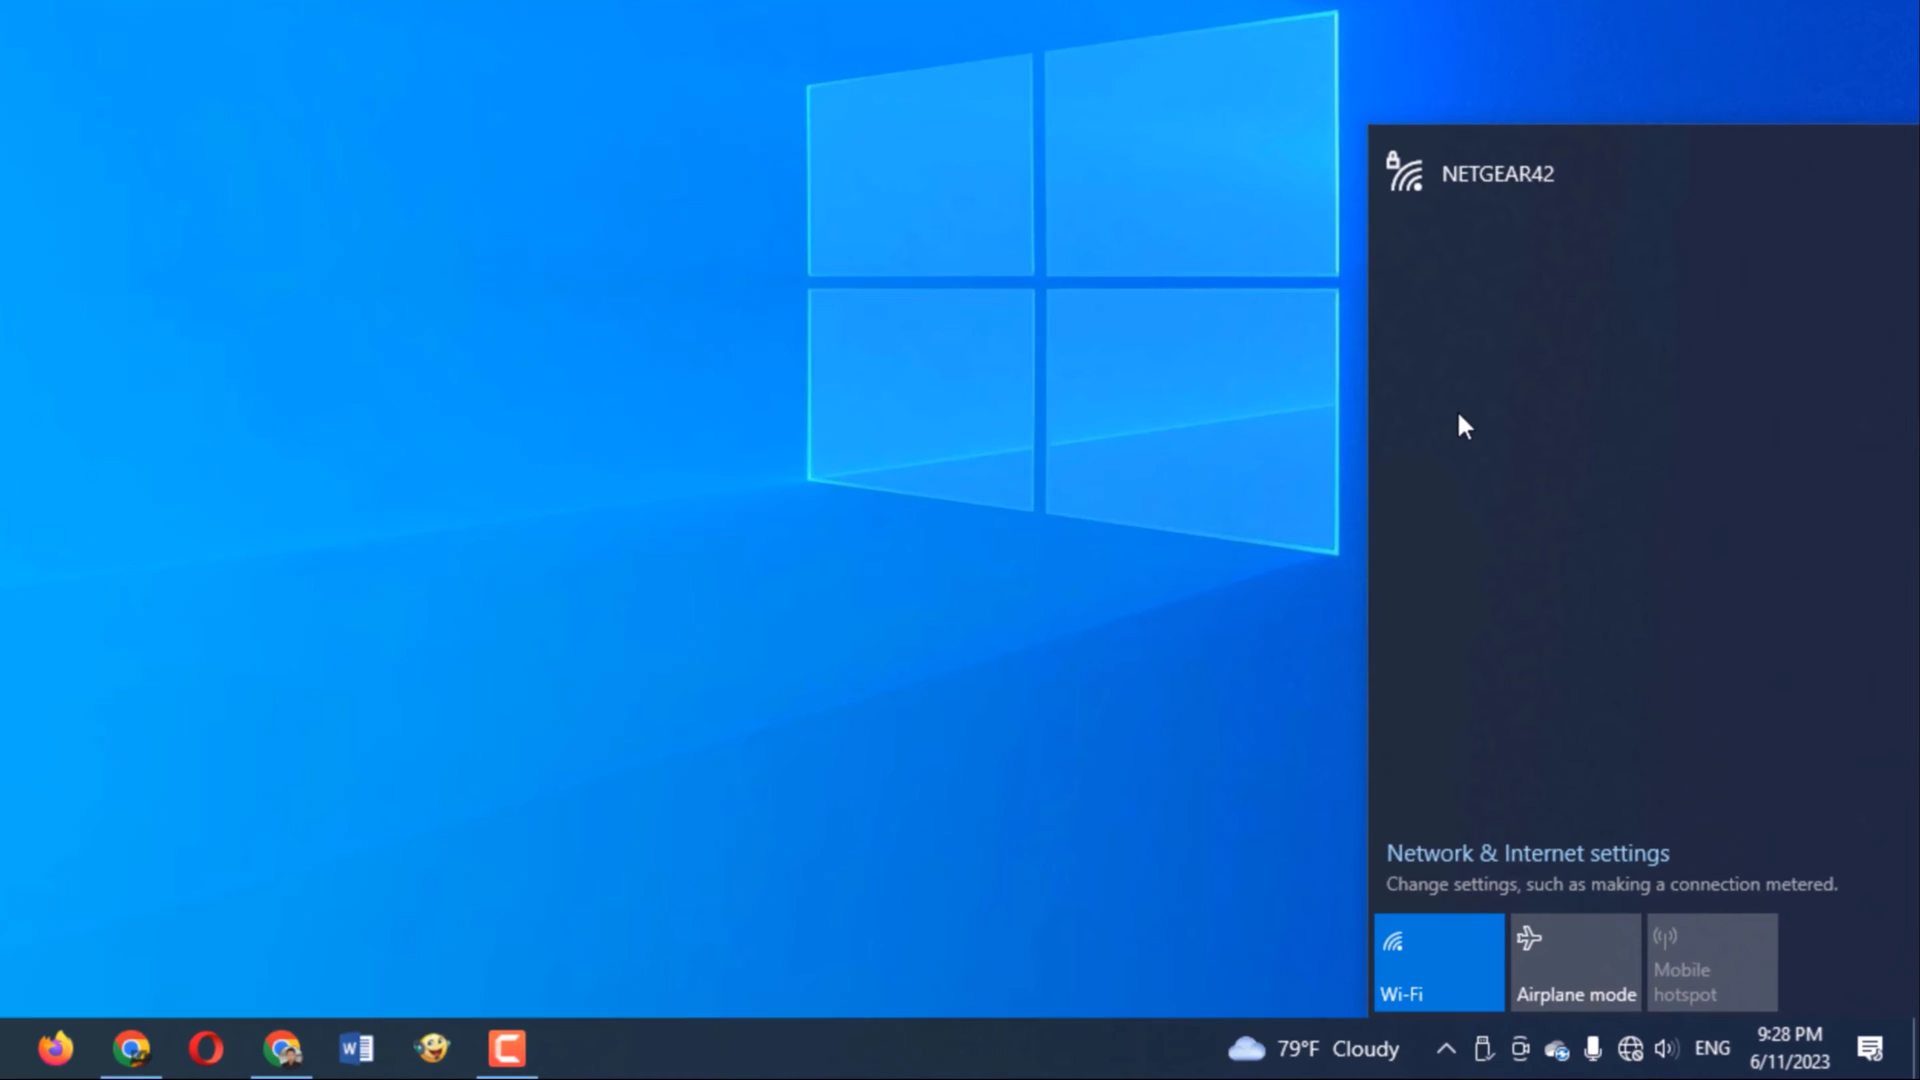 NETGEAR42
Network & Internet settings
Change settings, such as making a connection metered.
Wi-Fi
Airplane mode
Mobile
hotspot
W
79°F Cloudy
ENG
9:28 PM
6/11/2023